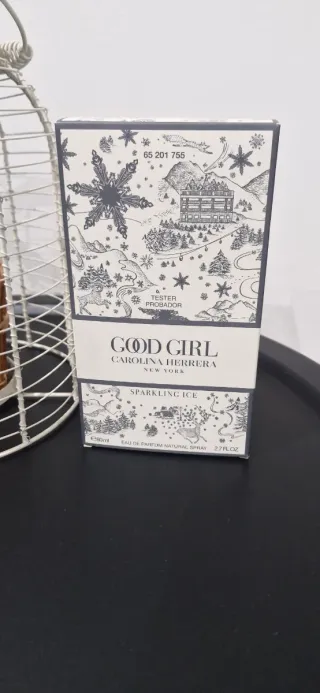 65 201 755
TESTER
PROBADOR
GOOD GIRL
CAROLINA HERRERA
NEW YORK
SPARKLING ICE
℮80ml EAU DE PARFUM NATURAL SPRAY 2.7 FL.OZ.